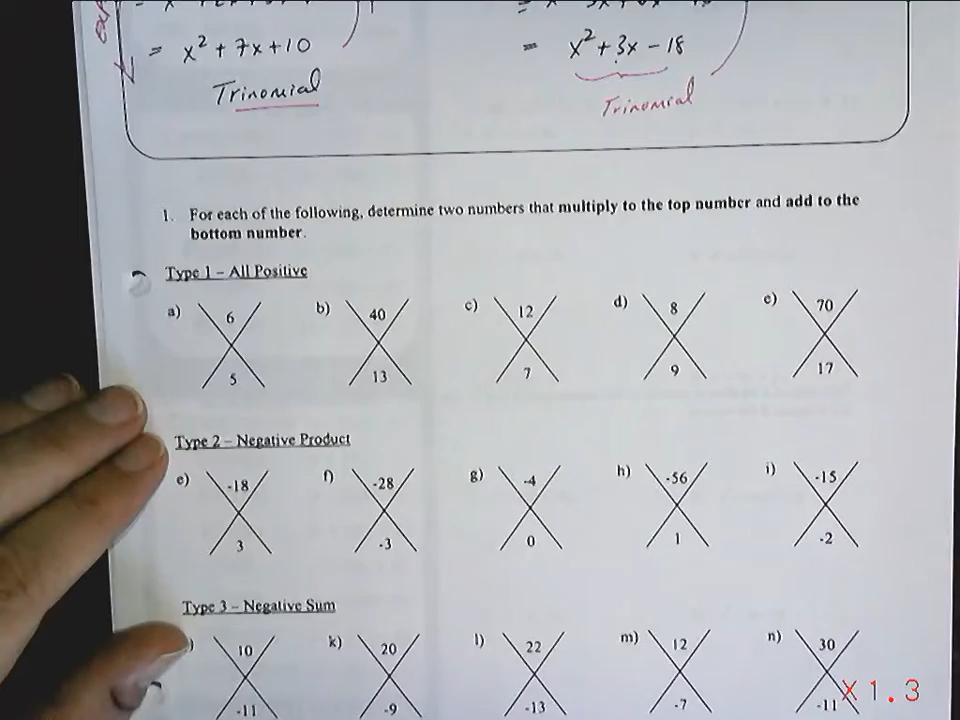 = x² + 7x + 10
= x² + 3x - 18
Trinomial
Trinomial
1. For each of the following, determine two numbers that multiply to the top number and add to the
bottom number.
Type 1 – All Positive
a) 6 b) 40 c) 12 d) 8 e) 70
5 13 7 9 17
Type 2 – Negative Product
e) -18 f) -28 g) -4 h) -56 i) -15
3 -3 0 1 -2
Type 3 – Negative Sum
) 10 k) 20 l) 22 m) 12 n) 30
-11 -9 -13 -7 -11
X1.3